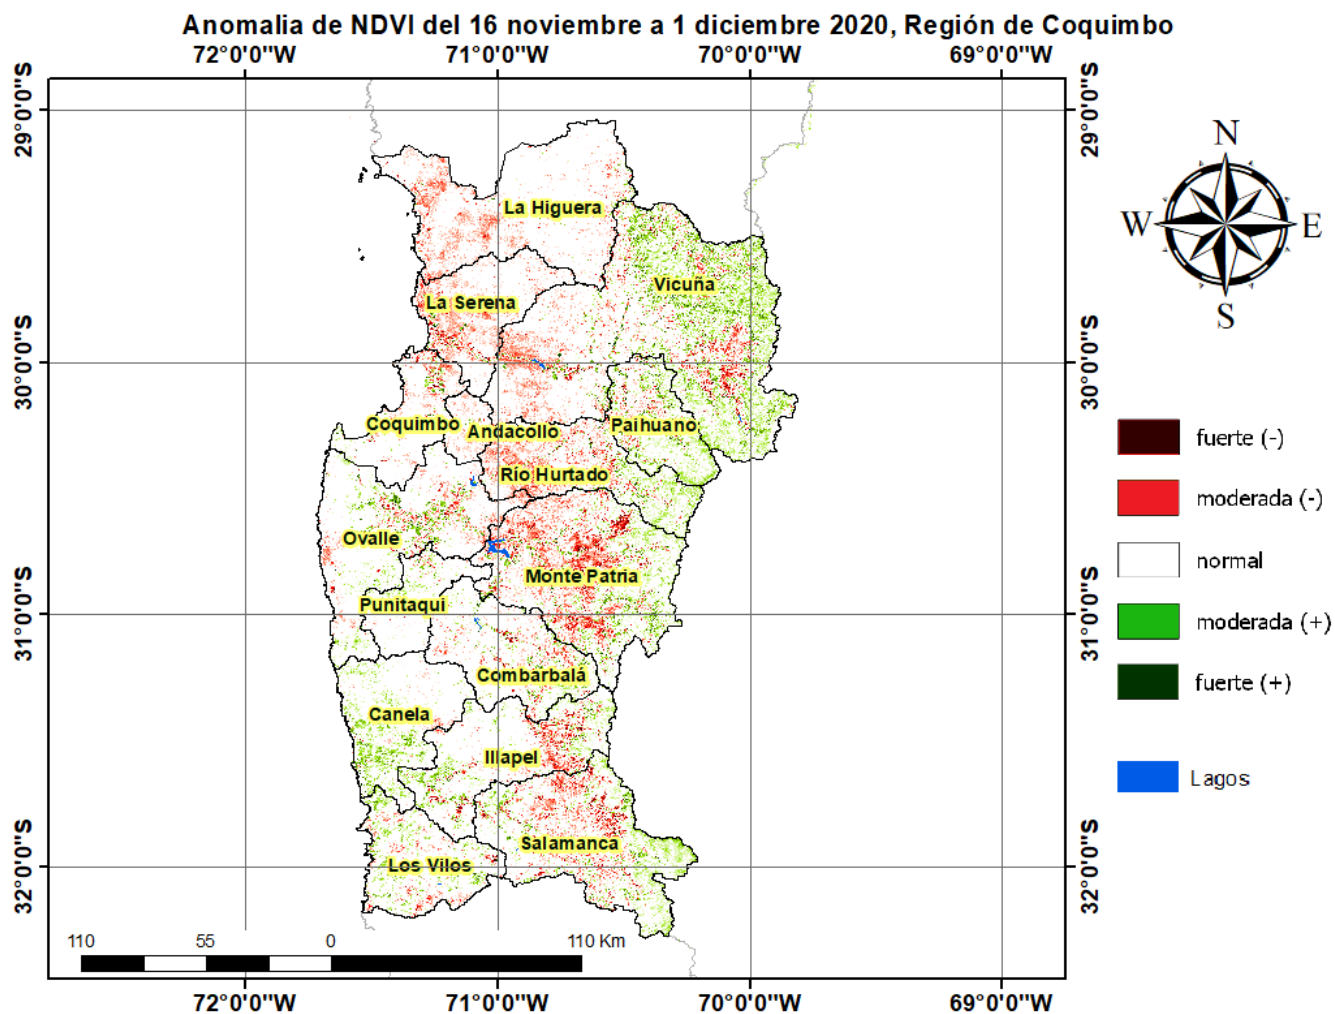 Anomalia de NDVI del 16 noviembre a 1 diciembre 2020, Región de Coquimbo
72°0'0"W 71°0'0"W 70°0'0"W 69°0'0"W
29°0'0"S 29°0'0"S
N
W E
S
La Higuera
Vicuña
La Serena
30°0'0"S 30°0'0"S
Coquimbo Andacollo Paihuano
fuerte (-)
Río Hurtado
moderada (-)
Ovalle
normal
Monte Patria
Punitaqui
31°0'0"S 31°0'0"S
moderada (+)
Combarbalá
fuerte (+)
Canela
Illapel
Lagos
Salamanca
Los Vilos
32°0'0"S 32°0'0"S
110 55 0 110 Km
72°0'0"W 71°0'0"W 70°0'0"W 69°0'0"W